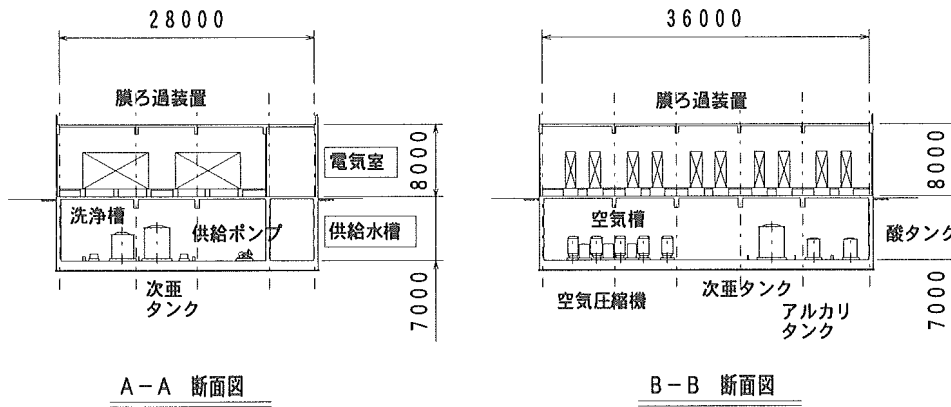 28000
膜ろ過装置
電気室
8000
洗浄槽
供給ポンプ
供給水槽
次亜
タンク
7000
A-A 断面図
36000
膜ろ過装置
8000
空気槽
酸タンク
空気圧縮機
次亜タンク
アルカリ
タンク
7000
B-B 断面図